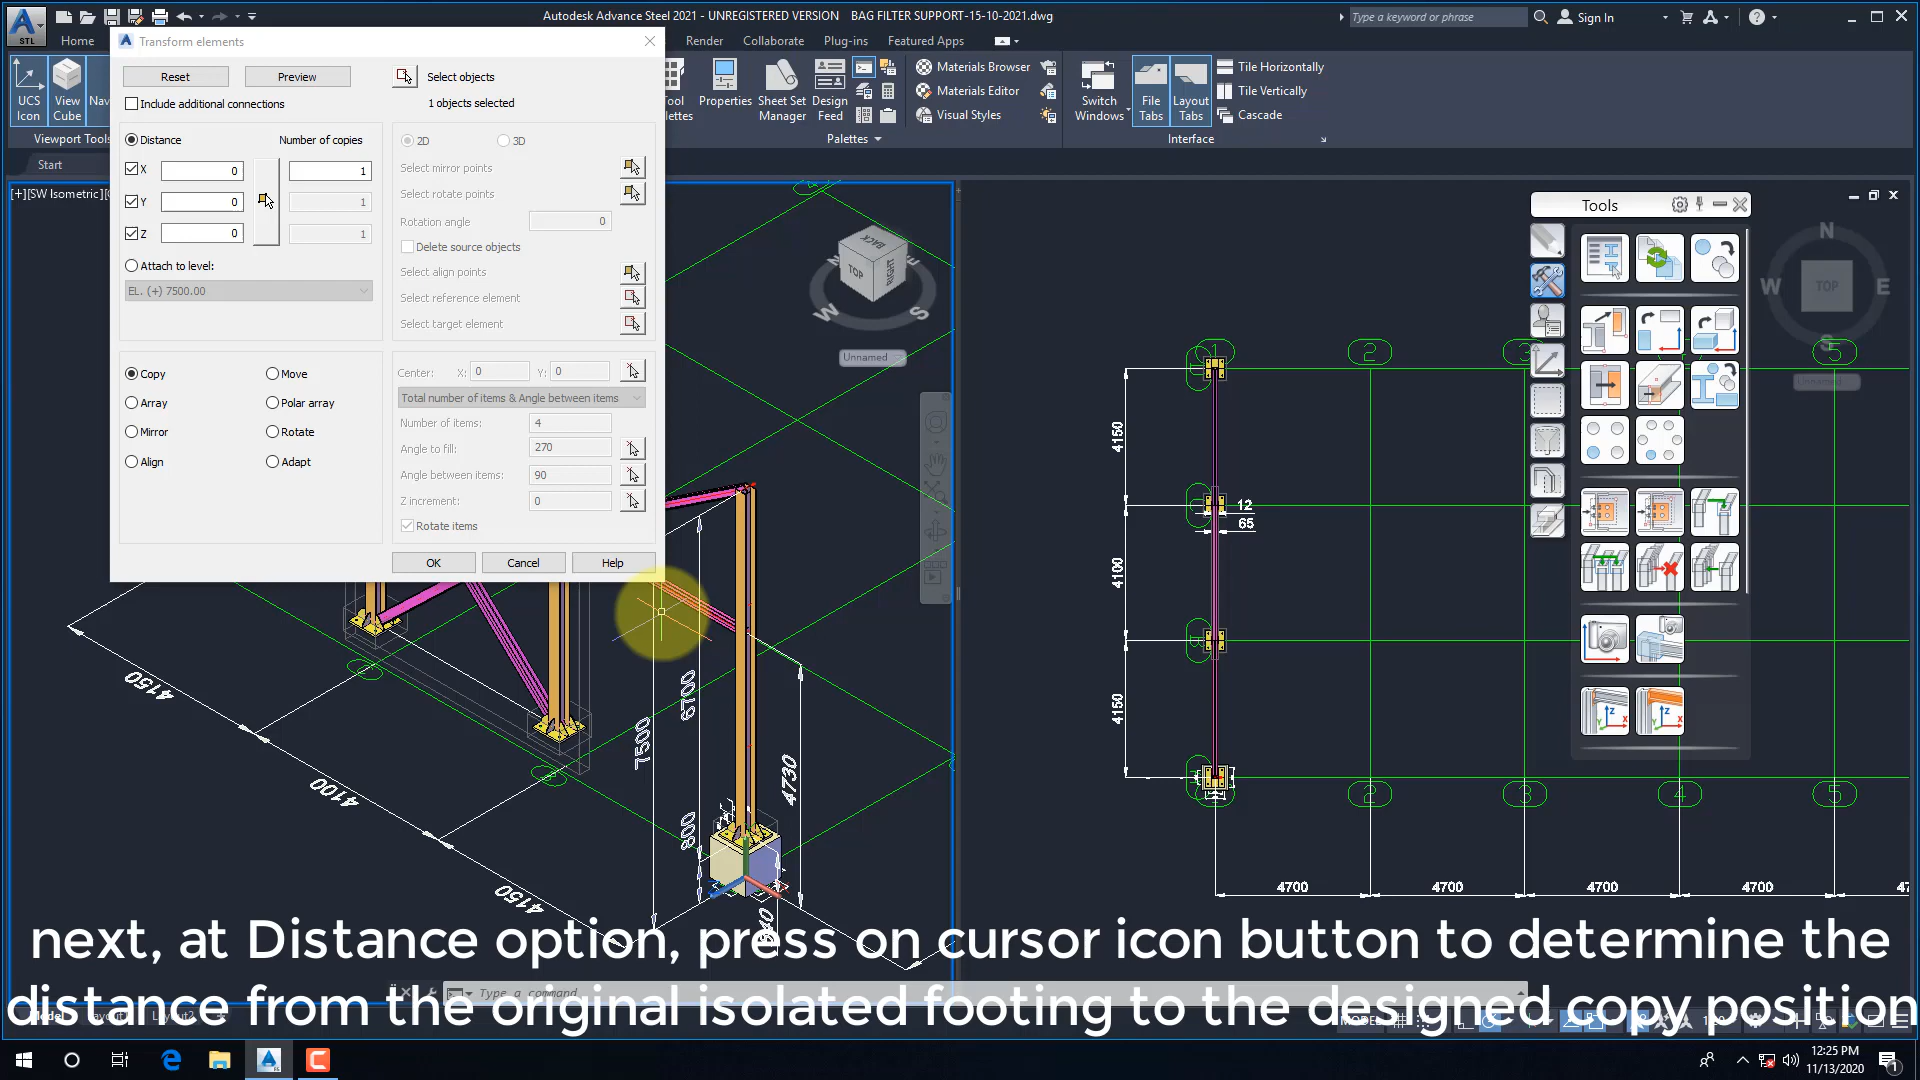 Autodesk Advance Steel 2021 - UNREGISTERED VERSION BAG FILTER SUPPORT-15-10-2021.dwg
Type a keyword or phrase
Sign In
STL
Home
Render
Collaborate
Plug-ins
Featured Apps
Transform elements
Reset
Preview
Select objects
Include additional connections
1 objects selected
Distance
Number of copies
X
0
1
Y
0
1
Z
0
1
Attach to level:
EL. (+) 7500.00
2D
3D
Select mirror points
Select rotate points
Rotation angle
0
Delete source objects
Select align points
Select reference element
Select target element
Copy
Move
Array
Polar array
Mirror
Rotate
Align
Adapt
Center:
X:
0
Y:
0
Total number of items & Angle between items
Number of items:
4
Angle to fill:
270
Angle between items:
90
Z increment:
0
Rotate items
OK
Cancel
Help
UCS
Icon
View
Cube
Viewport Tools
Properties
Sheet Set
Manager
Design
Feed
Materials Browser
Materials Editor
Visual Styles
Palettes
Switch
Windows
File
Tabs
Layout
Tabs
Tile Horizontally
Tile Vertically
Cascade
Interface
Start
[+][SW Isometric]
BACK
TOP
RIGHT
W
S
Unnamed
Tools
N
W
TOP
E
S
Unnamed
2
5
4150
4100
4150
12
65
2
3
4
5
4700
4700
4700
4700
4150
4100
4150
7500
6700
800
4730
Type a command
next, at Distance option, press on cursor icon button to determine the
distance from the original isolated footing to the designed copy position
12:25 PM
11/13/2020
1